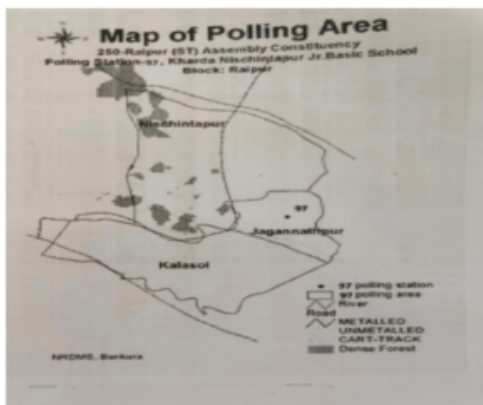 Map of Polling Area
250-Raipur (ST) Assembly Constituency
Polling Station-97, Kharda Nischintapur Jr.Basic School
Block: Raipur
Nischintapur
97
Jagannathpur
Kalasol
97 polling station
97 polling area
River
Road
METALLED
UNMETALLED
CART-TRACK
Dense Forest
NRDMS, Bankura